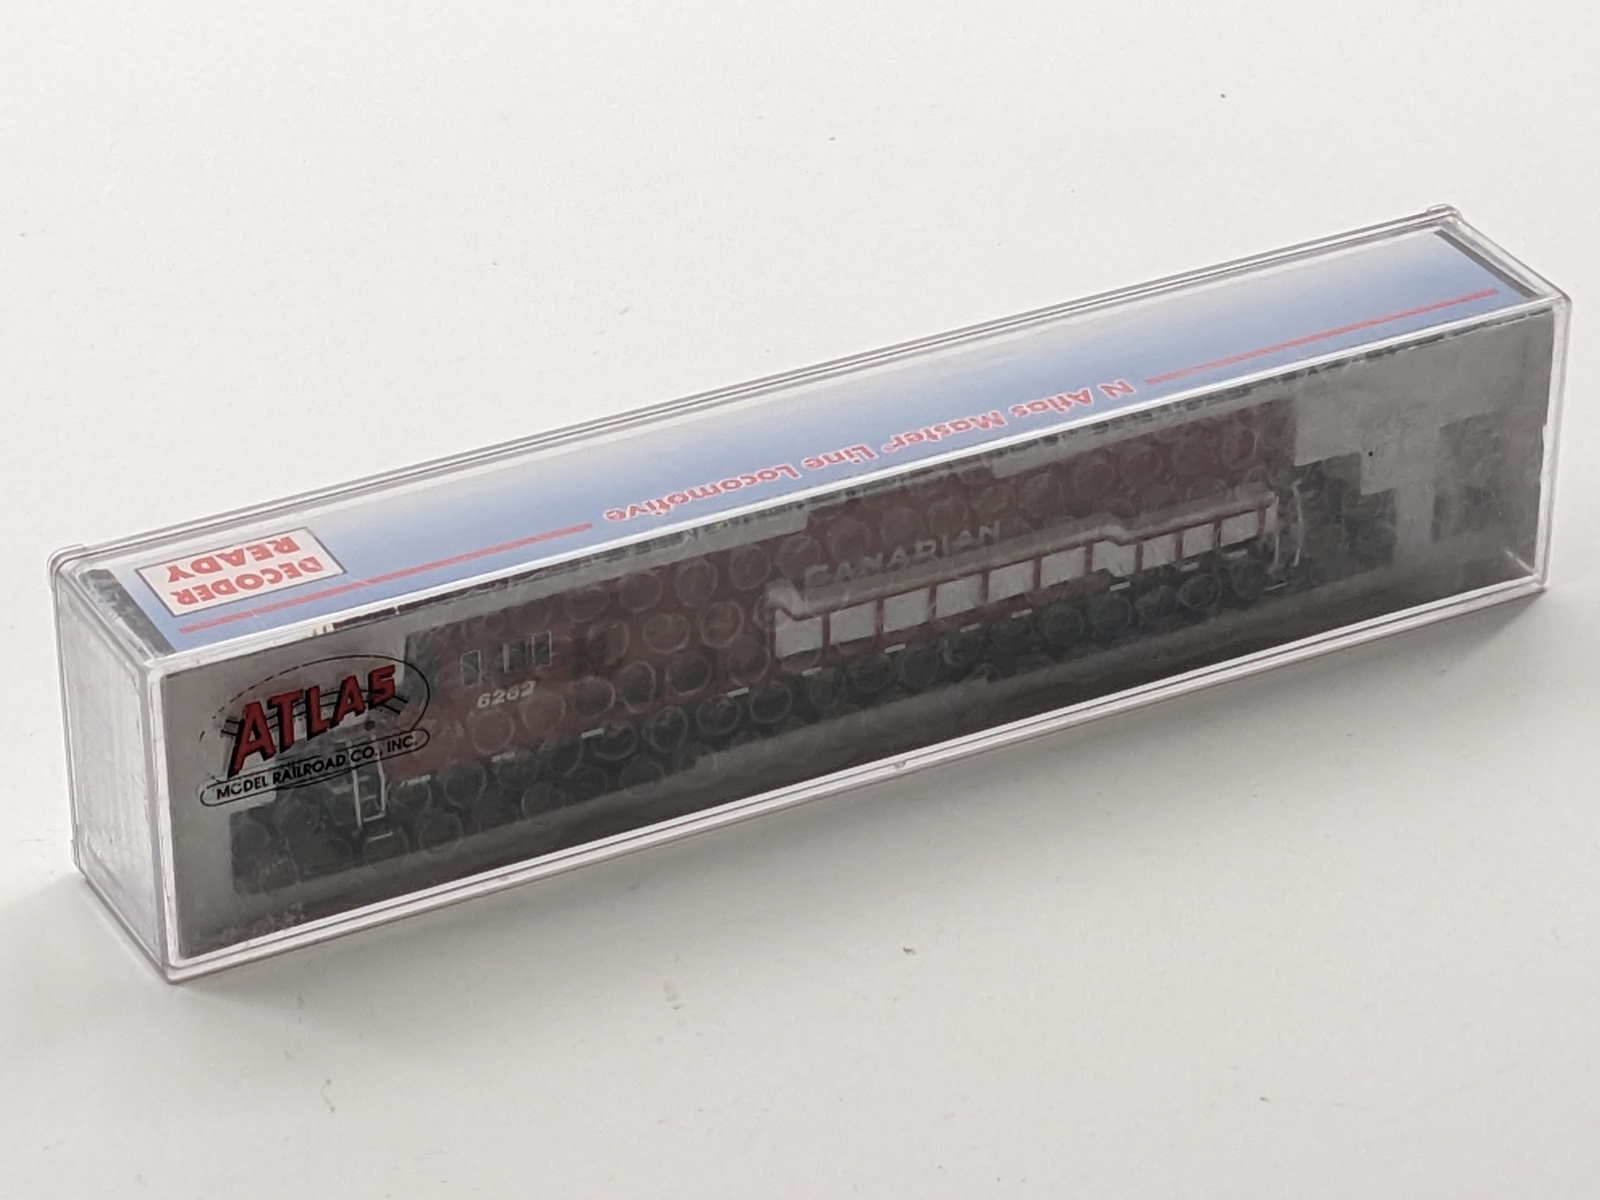 N Atlas Master® Line Locomotive
DECODER
READY
ATLAS®
MODEL RAILROAD CO., INC.
CANADIAN
6262